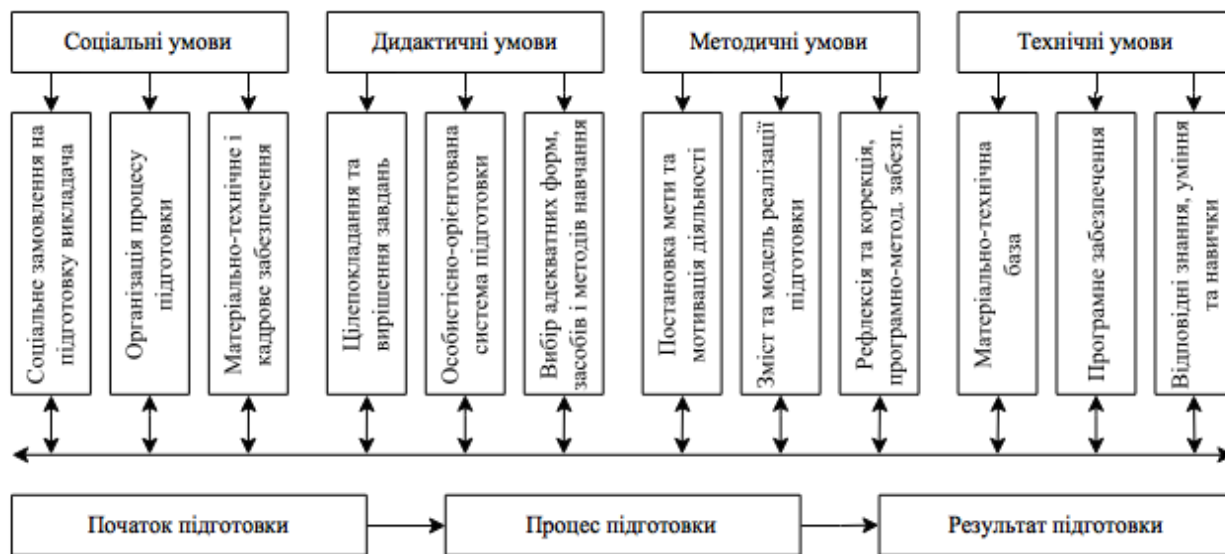 Соціальні умови
Дидактичні умови
Методичні умови
Технічні умови
Соціальне замовлення на
підготовку викладача
Організація процесу
підготовки
Матеріально-технічне і
кадрове забезпечення
Цілепокладання та
вирішення завдань
Особистісно-орієнтована
система підготовки
Вибір адекватних форм,
засобів і методів навчання
Постановка мети та
мотивація діяльності
Зміст та модель реалізації
підготовки
Рефлексія та корекція,
програмно-метод. забезп.
Матеріально-технічна
база
Програмне забезпечення
Відповідні знання, уміння
та навички
Початок підготовки
Процес підготовки
Результат підготовки